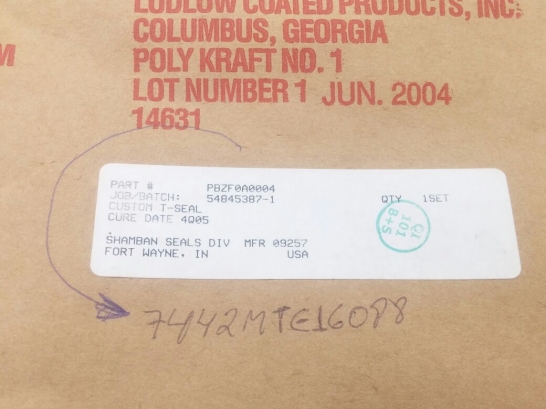 LUDLOW COATED PRODUCTS, INC.
COLUMBUS, GEORGIA
M
POLY KRAFT NO. 1
LOT NUMBER 1 JUN. 2004
14631
PART # PBZF0A0004
JOB/BATCH: 54845387-1 QTY 1SET
CUSTOM T-SEAL
CURE DATE 4Q05
SHAMBAN SEALS DIV MFR 09257
FORT WAYNE, IN USA
101
B+S
7442MTE16088